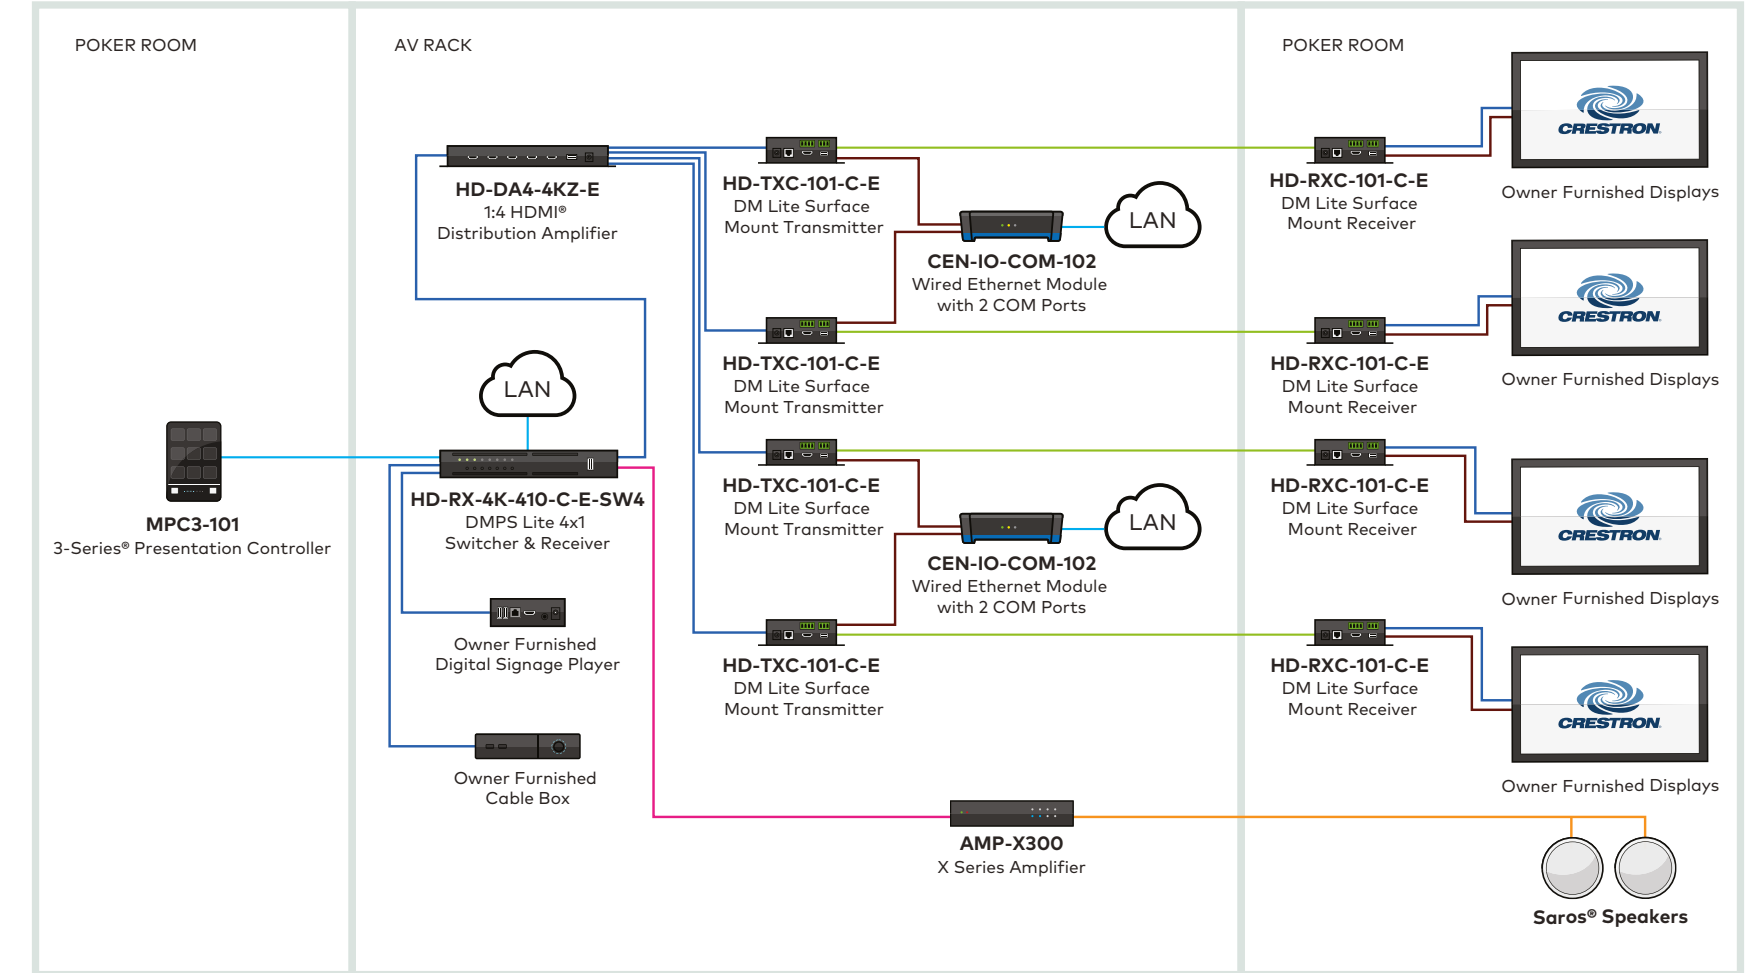 POKER ROOM
AV RACK
POKER ROOM
CRESTRON
Owner Furnished Displays
HD-DA4-4KZ-E
1:4 HDMI®
Distribution Amplifier
HD-TXC-101-C-E
DM Lite Surface
Mount Transmitter
LAN
CEN-IO-COM-102
Wired Ethernet Module
with 2 COM Ports
HD-RXC-101-C-E
DM Lite Surface
Mount Receiver
CRESTRON
Owner Furnished Displays
HD-TXC-101-C-E
DM Lite Surface
Mount Transmitter
HD-RXC-101-C-E
DM Lite Surface
Mount Receiver
LAN
MPC3-101
3-Series® Presentation Controller
HD-RX-4K-410-C-E-SW4
DMPS Lite 4x1
Switcher & Receiver
HD-TXC-101-C-E
DM Lite Surface
Mount Transmitter
LAN
CEN-IO-COM-102
Wired Ethernet Module
with 2 COM Ports
HD-RXC-101-C-E
DM Lite Surface
Mount Receiver
CRESTRON
Owner Furnished Displays
Owner Furnished
Digital Signage Player
HD-TXC-101-C-E
DM Lite Surface
Mount Transmitter
HD-RXC-101-C-E
DM Lite Surface
Mount Receiver
CRESTRON
Owner Furnished Displays
Owner Furnished
Cable Box
AMP-X300
X Series Amplifier
Saros® Speakers